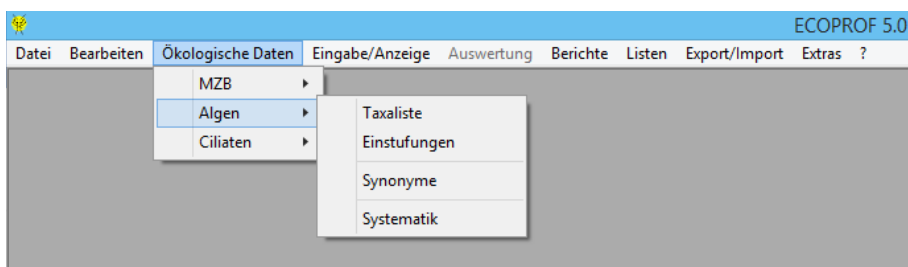 ECOPROF 5.0
Datei Bearbeiten Ökologische Daten Eingabe/Anzeige Auswertung Berichte Listen Export/Import Extras ?
MZB
Algen
Ciliaten
Taxaliste
Einstufungen
Synonyme
Systematik